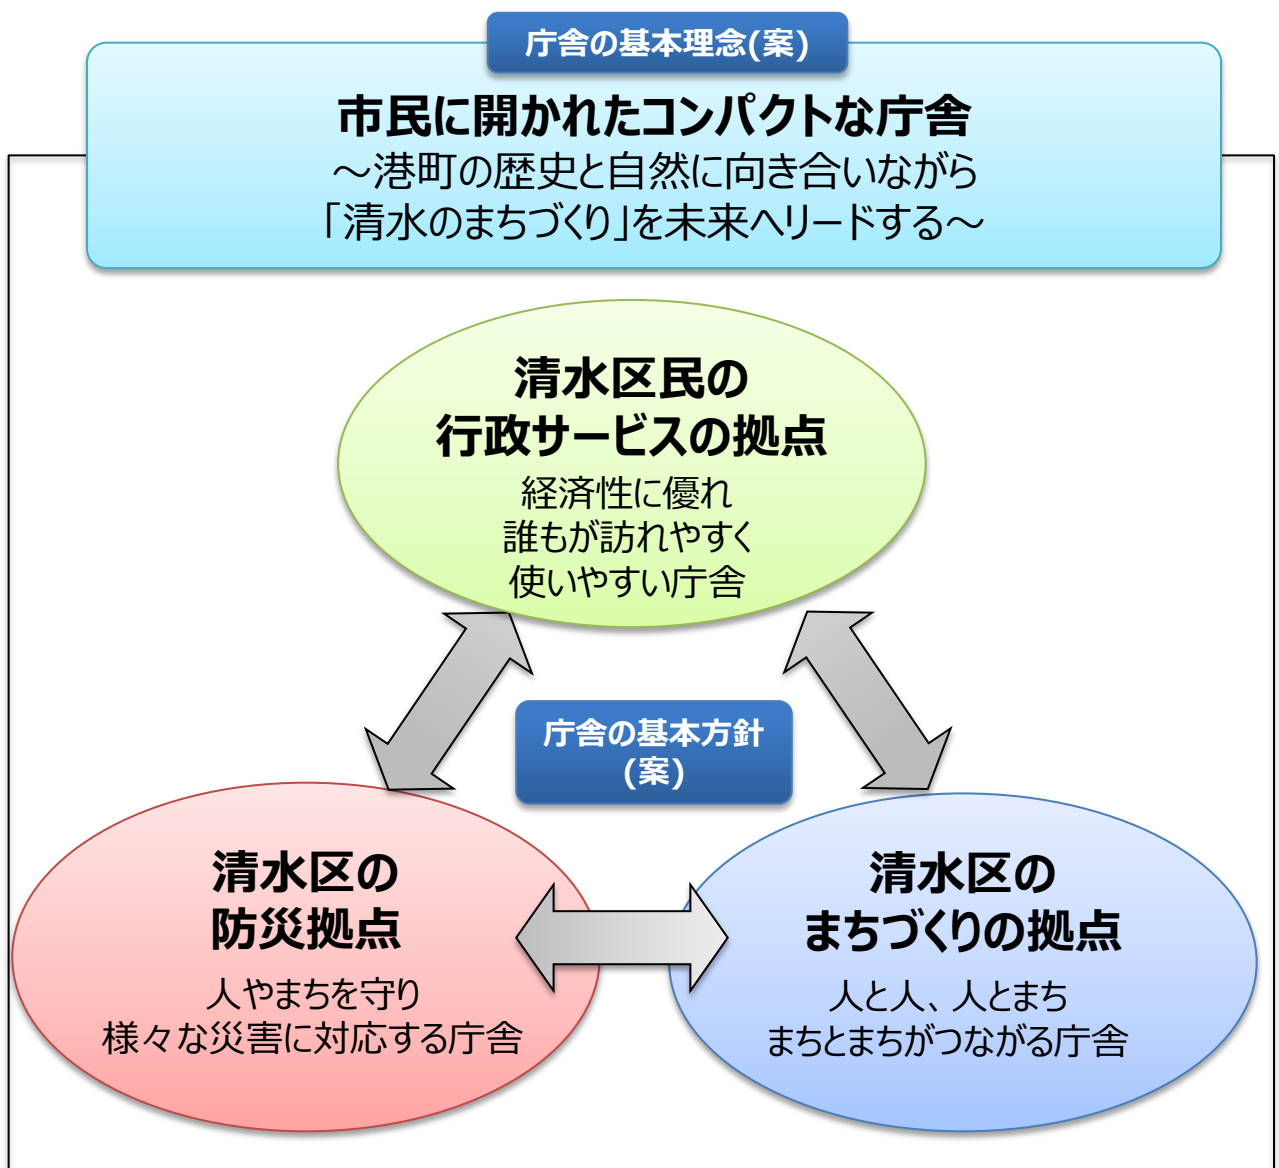 庁舎の基本理念(案)
市民に開かれたコンパクトな庁舎
～港町の歴史と自然に向き合いながら
「清水のまちづくり」を未来へリードする～
清水区民の
行政サービスの拠点
経済性に優れ
誰もが訪れやすく
使いやすい庁舎
庁舎の基本方針
(案)
清水区の
防災拠点
人やまちを守り
様々な災害に対応する庁舎
清水区の
まちづくりの拠点
人と人、人とまち
まちとまちがつながる庁舎